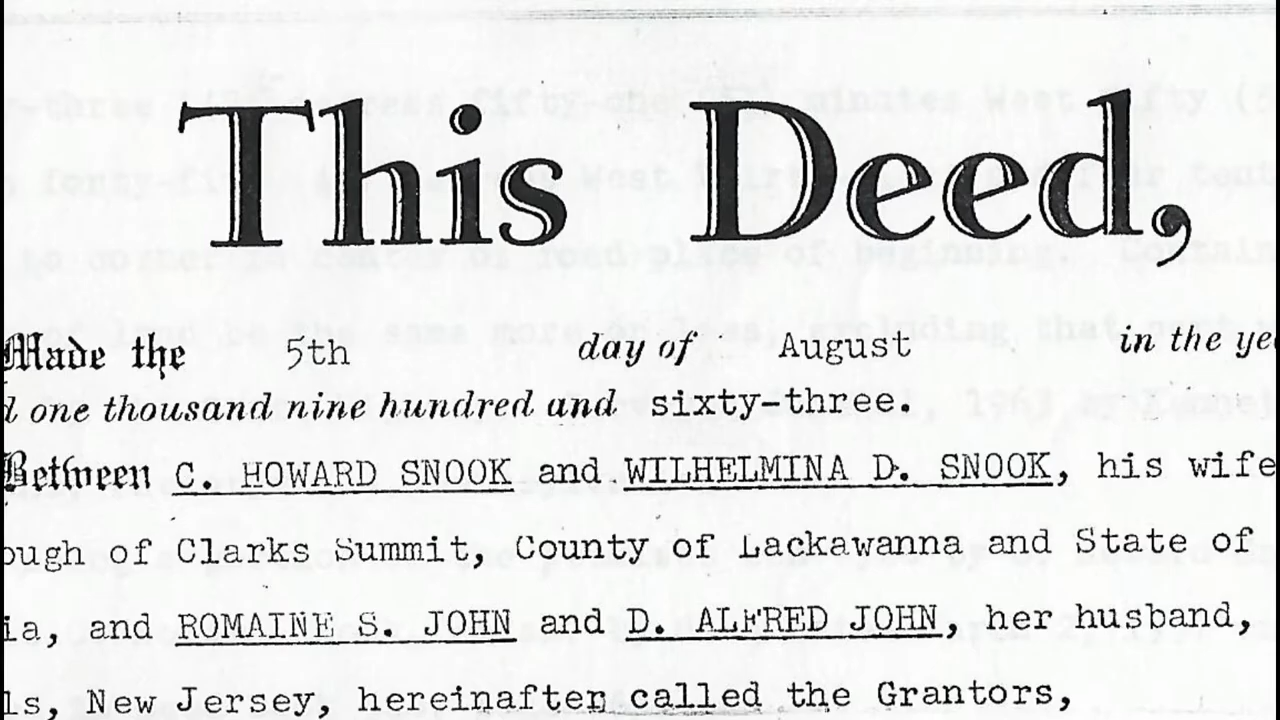 This Deed,
Made the 5th day of August in the ye
d one thousand nine hundred and sixty-three.
Between C. HOWARD SNOOK and WILHELMINA D. SNOOK, his wife
ough of Clarks Summit, County of Lackawanna and State of
ia, and ROMAINE S. JOHN and D. ALFRED JOHN, her husband,
ls, New Jersey, hereinafter called the Grantors,